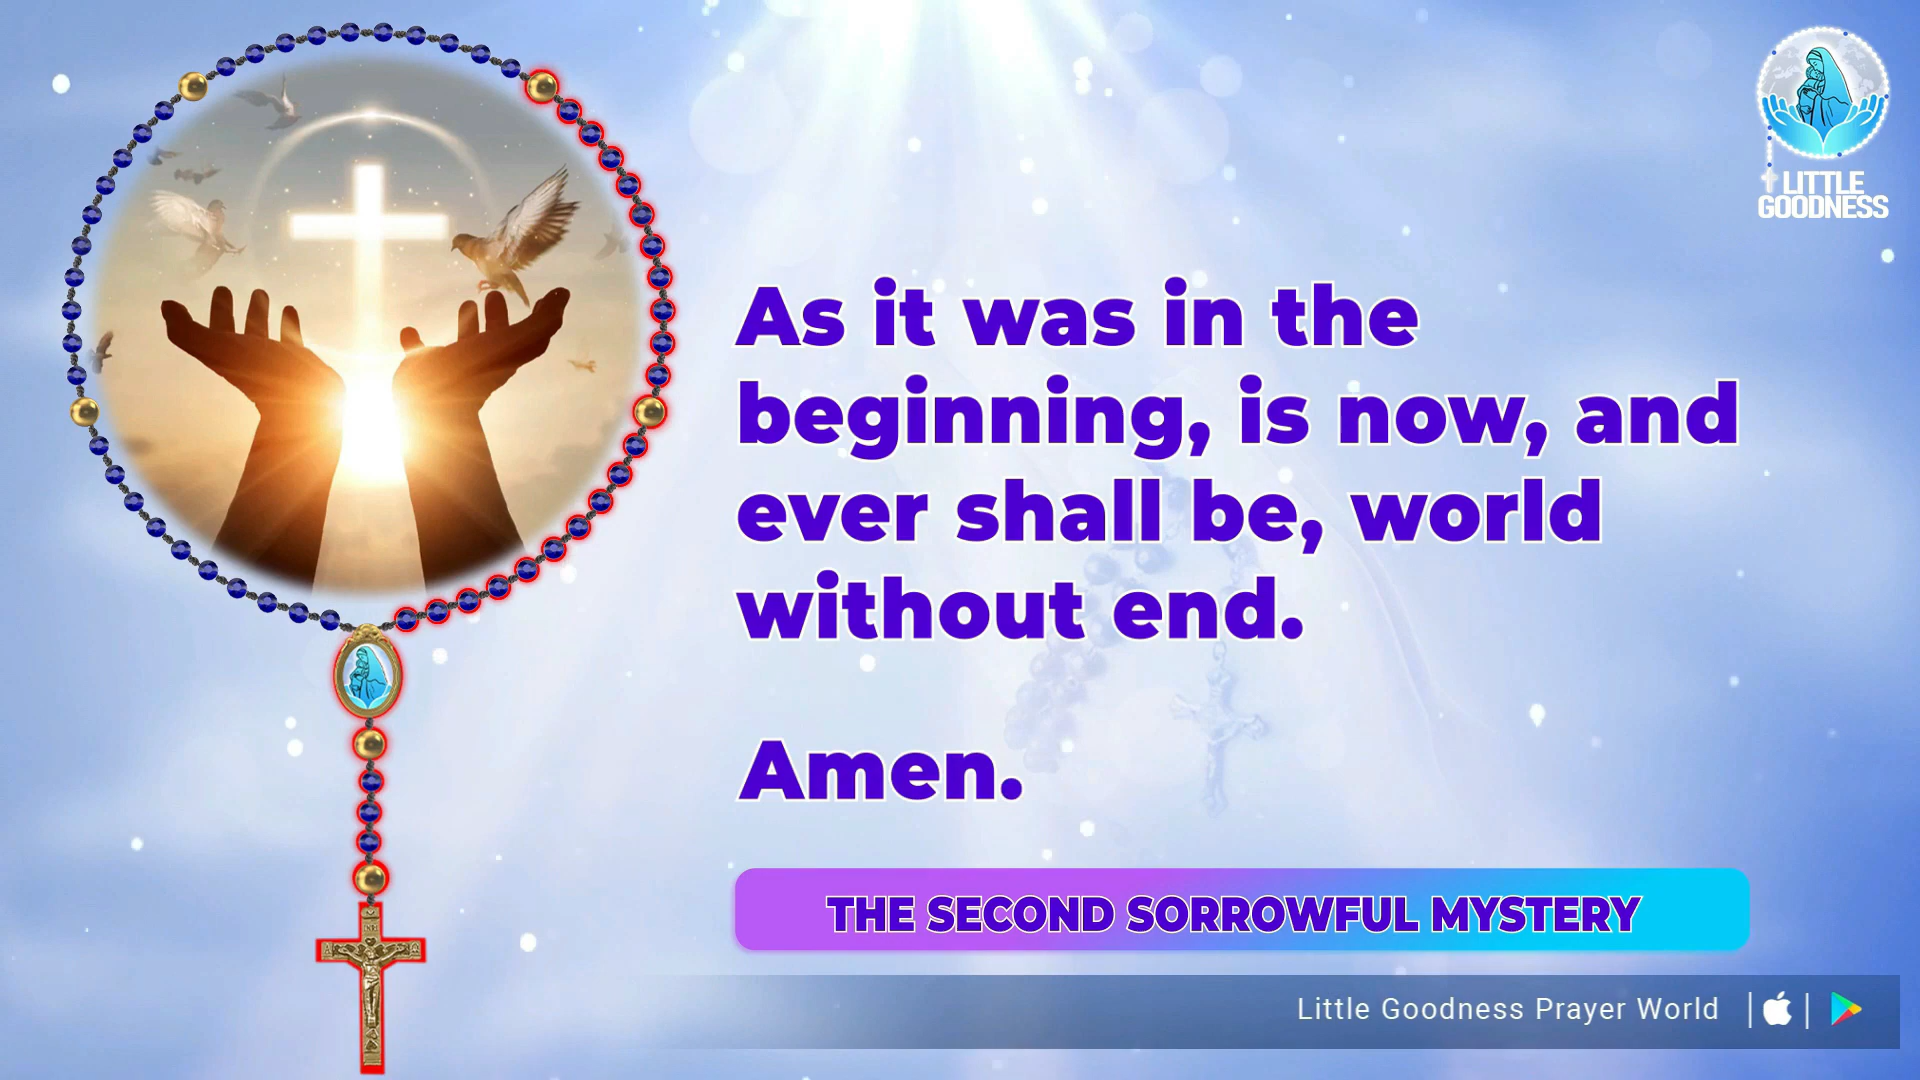 LITTLE
GOODNESS
As it was in the
beginning, is now, and
ever shall be, world
without end.
Amen.
THE SECOND SORROWFUL MYSTERY
Little Goodness Prayer World